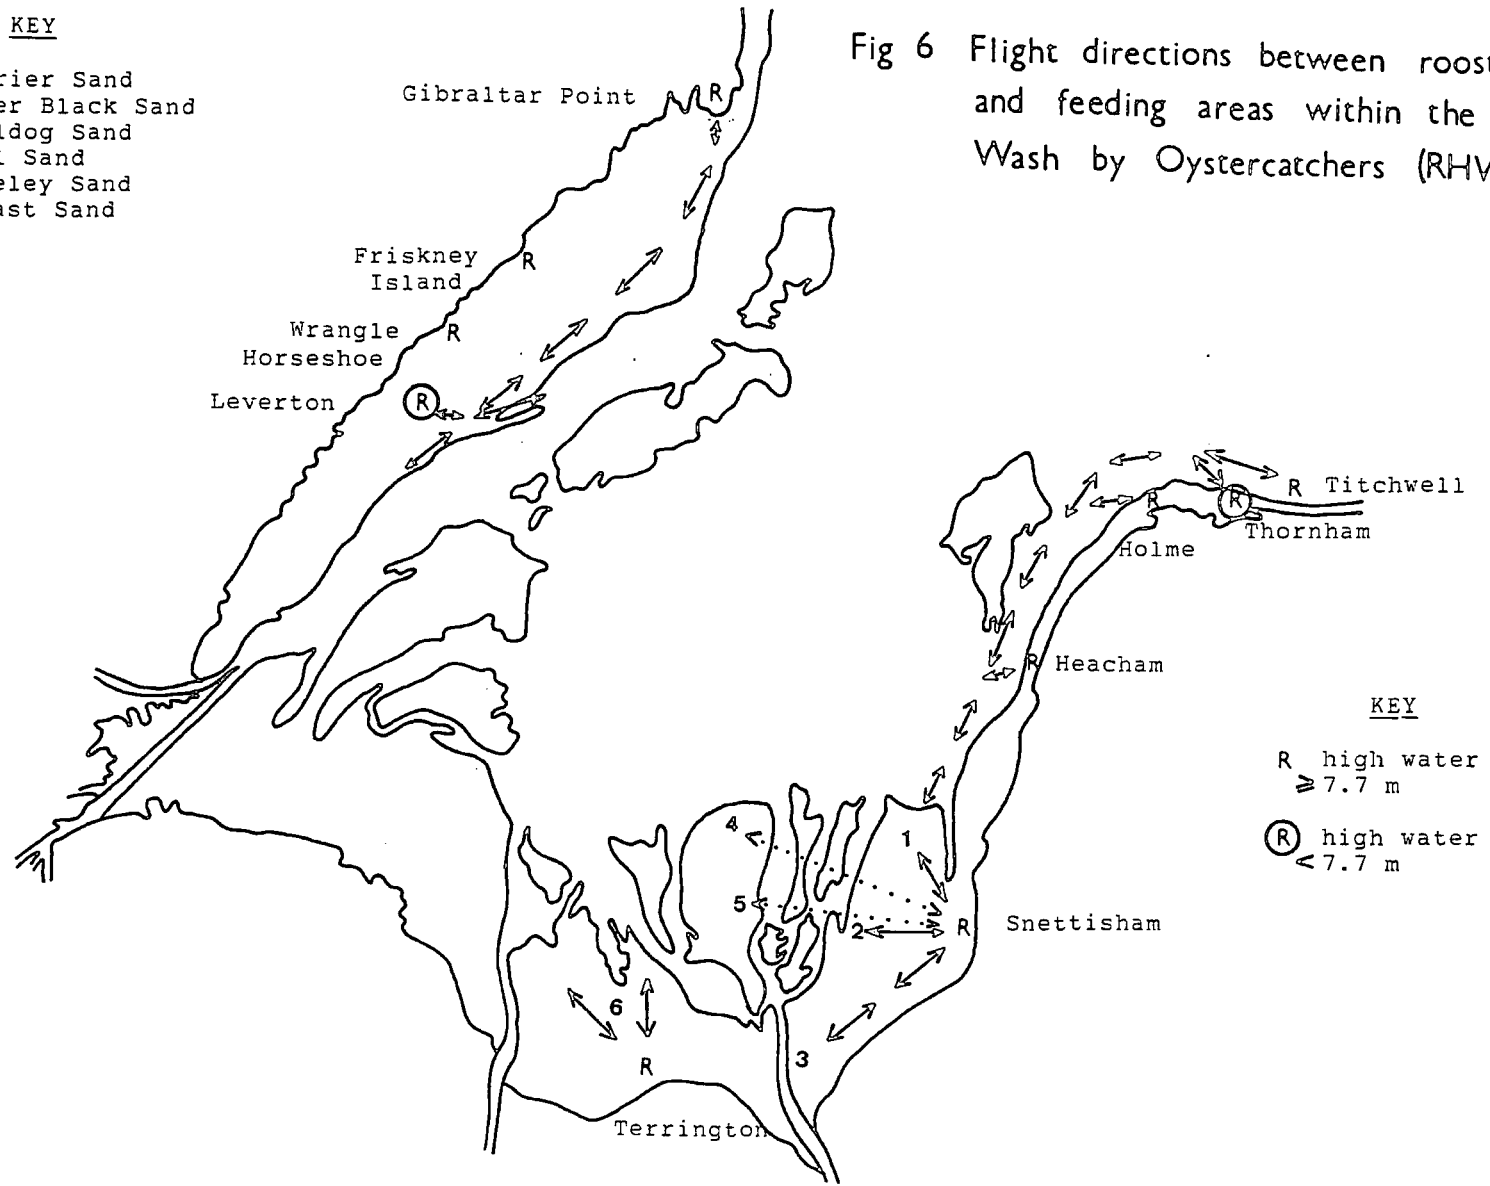 KEY
rier Sand
er Black Sand
ldog Sand
Sand
eley Sand
ast Sand
Fig 6 Flight directions between roost
and feeding areas within the
Wash by Oystercatchers (RHW
Gibraltar Point
R
Friskney
Island
R
Wrangle
Horseshoe
R
Leverton
R
R Titchwell
R
R
Thornham
Holme
R Heacham
KEY
R high water
≥ 7.7 m
R high water
< 7.7 m
4
1
5
2
R Snettisham
6
3
R
Terrington